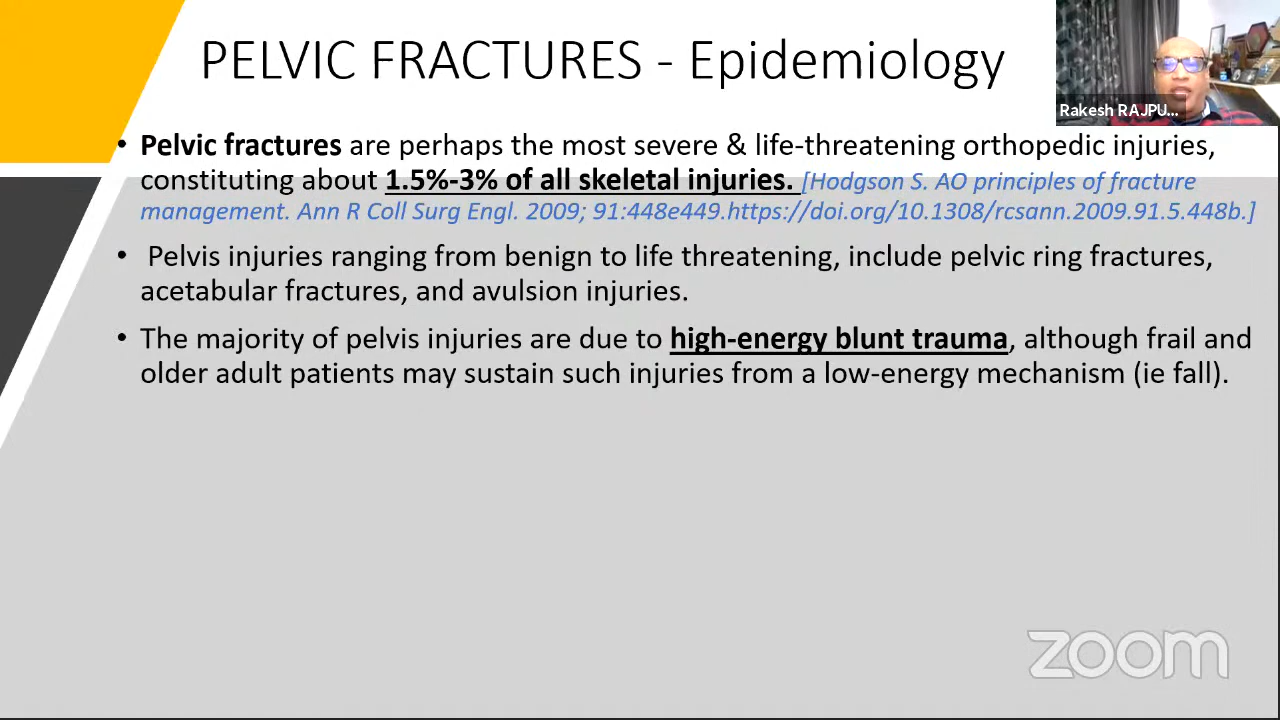 PELVIC FRACTURES - Epidemiology
Rakesh RAJPU...
• Pelvic fractures are perhaps the most severe & life-threatening orthopedic injuries,
constituting about 1.5%-3% of all skeletal injuries. [Hodgson S. AO principles of fracture
management. Ann R Coll Surg Engl. 2009; 91:448e449.https://doi.org/10.1308/rcsann.2009.91.5.448b.]
• Pelvis injuries ranging from benign to life threatening, include pelvic ring fractures,
acetabular fractures, and avulsion injuries.
• The majority of pelvis injuries are due to high-energy blunt trauma, although frail and
older adult patients may sustain such injuries from a low-energy mechanism (ie fall).
zoom